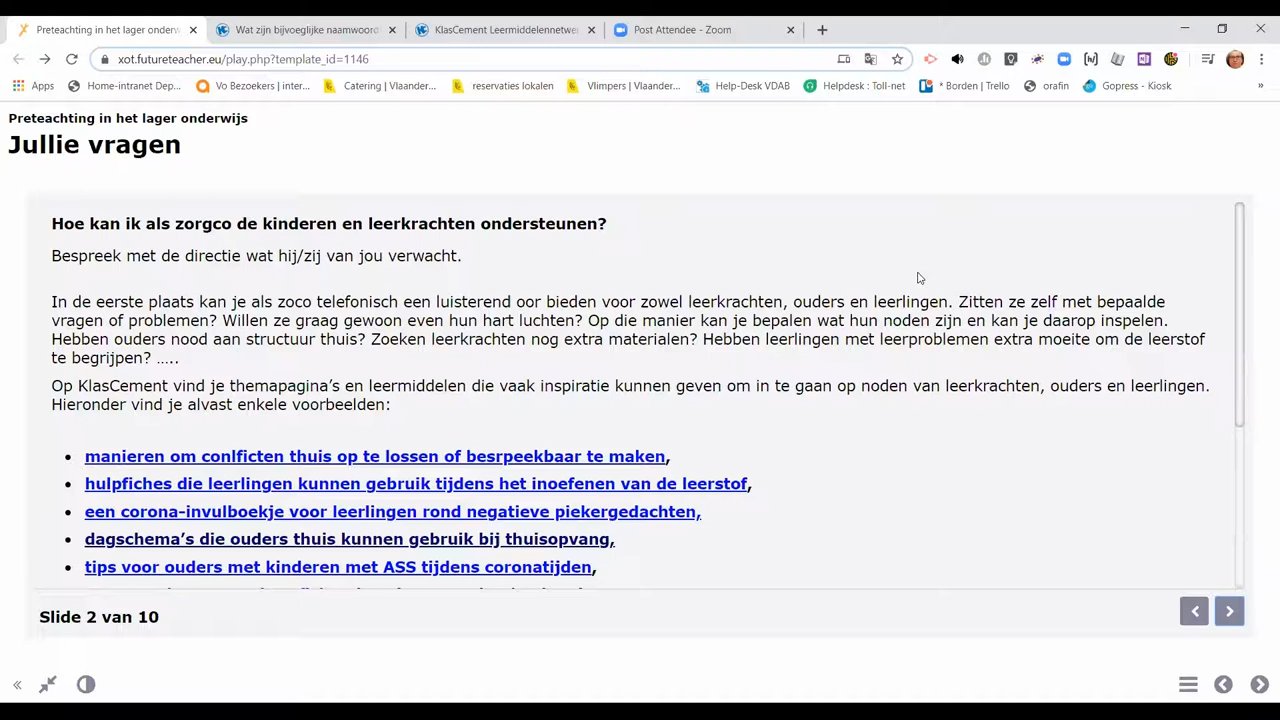 Preteachting in het lager onderw
Wat zijn bijvoeglijke naamwoord
KlasCement Leermiddelennetwe
Post Attendee - Zoom
xot.futureteacher.eu/play.php?template_id=1146
Apps
Home-intranet Dep...
Vo Bezoekers | inter...
Catering | Vlaander...
reservaties lokalen
Vlimpers | Vlaander...
Help-Desk VDAB
Helpdesk : Toll-net
* Borden | Trello
orafin
Gopress - Kiosk
Preteachting in het lager onderwijs
Jullie vragen
Hoe kan ik als zorgco de kinderen en leerkrachten ondersteunen?
Bespreek met de directie wat hij/zij van jou verwacht.
In de eerste plaats kan je als zoco telefonisch een luisterend oor bieden voor zowel leerkrachten, ouders en leerlingen. Zitten ze zelf met bepaalde
vragen of problemen? Willen ze graag gewoon even hun hart luchten? Op die manier kan je bepalen wat hun noden zijn en kan je daarop inspelen.
Hebben ouders nood aan structuur thuis? Zoeken leerkrachten nog extra materialen? Hebben leerlingen met leerproblemen extra moeite om de leerstof
te begrijpen? …..
Op KlasCement vind je themapagina’s en leermiddelen die vaak inspiratie kunnen geven om in te gaan op noden van leerkrachten, ouders en leerlingen.
Hieronder vind je alvast enkele voorbeelden:
• manieren om conlficten thuis op te lossen of besrpeekbaar te maken,
• hulpfiches die leerlingen kunnen gebruik tijdens het inoefenen van de leerstof,
• een corona-invulboekje voor leerlingen rond negatieve piekergedachten,
• dagschema’s die ouders thuis kunnen gebruik bij thuisopvang,
• tips voor ouders met kinderen met ASS tijdens coronatijden,
Slide 2 van 10